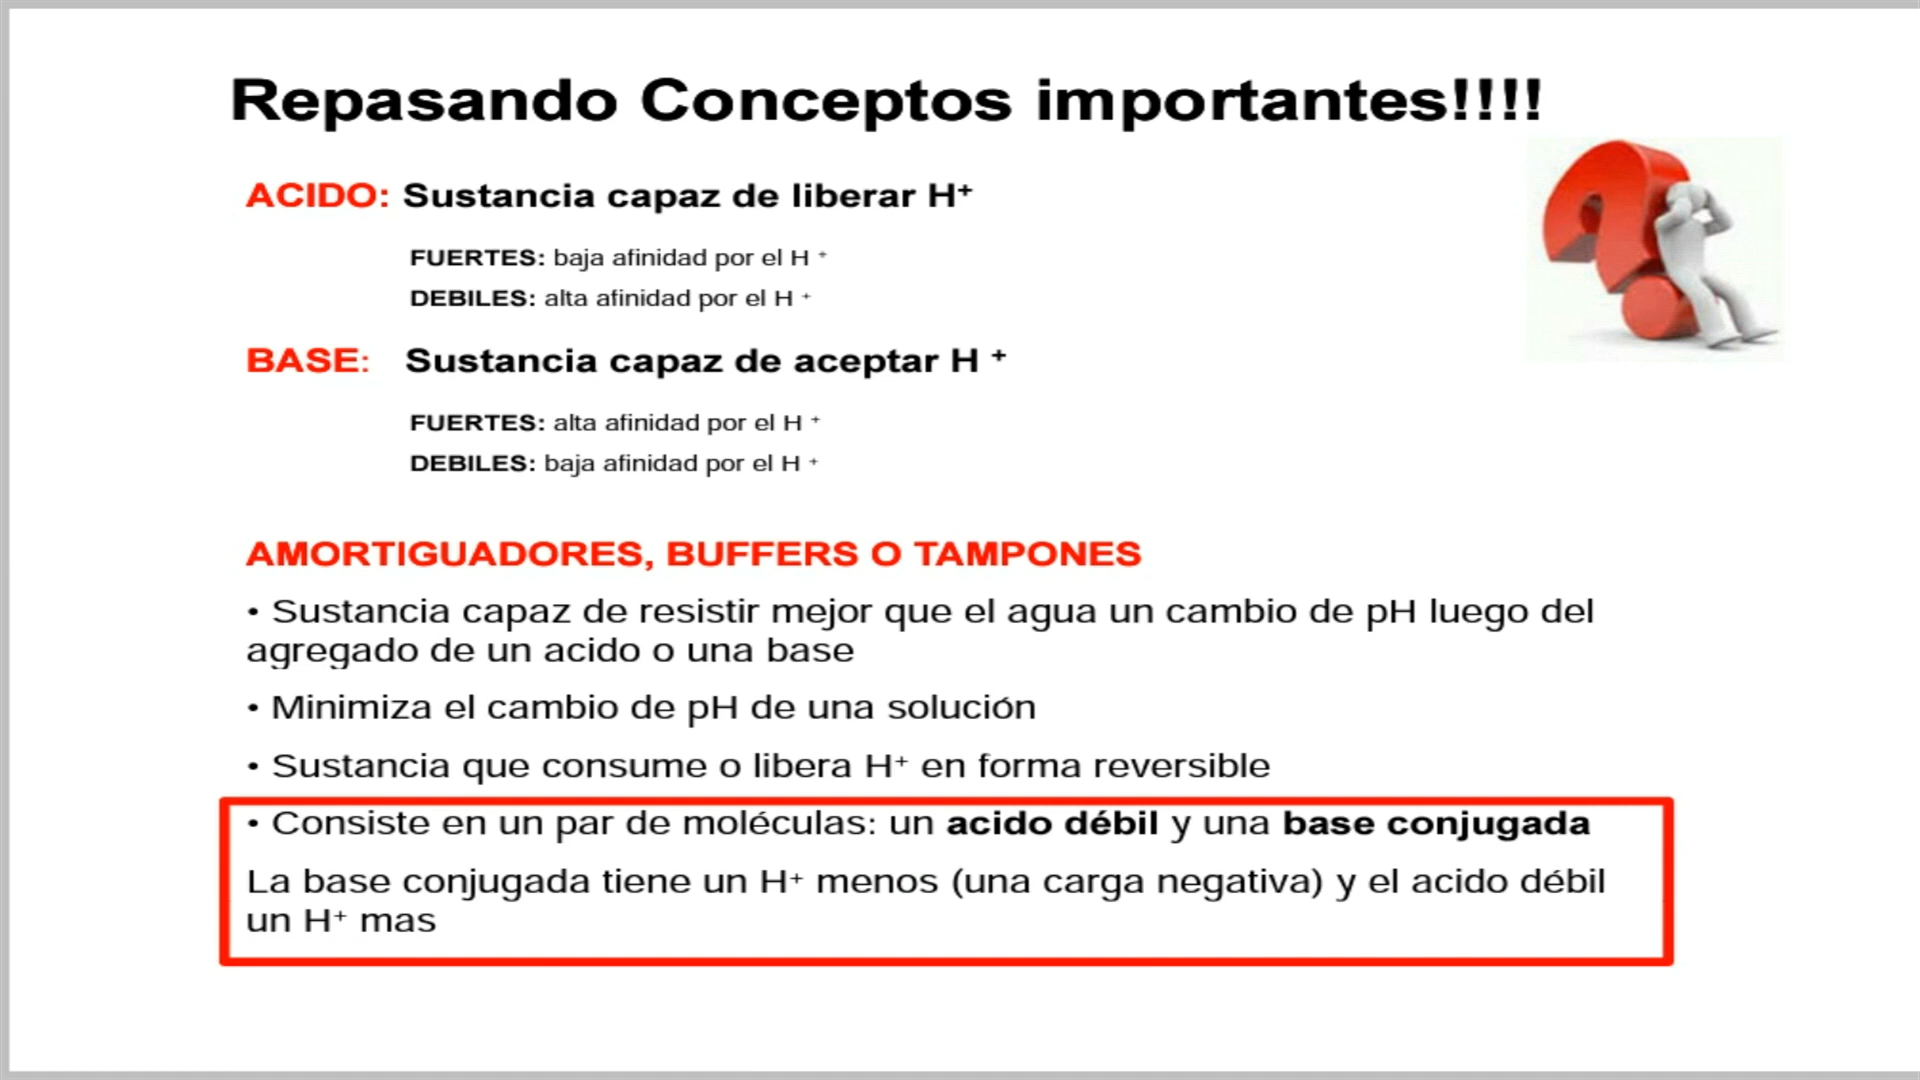 Repasando Conceptos importantes!!!!
ACIDO: Sustancia capaz de liberar H⁺
FUERTES: baja afinidad por el H ⁺
DEBILES: alta afinidad por el H ⁺
BASE: Sustancia capaz de aceptar H ⁺
FUERTES: alta afinidad por el H ⁺
DEBILES: baja afinidad por el H ⁺
AMORTIGUADORES, BUFFERS O TAMPONES
• Sustancia capaz de resistir mejor que el agua un cambio de pH luego del
agregado de un acido o una base
• Minimiza el cambio de pH de una solución
• Sustancia que consume o libera H⁺ en forma reversible
• Consiste en un par de moléculas: un acido débil y una base conjugada
La base conjugada tiene un H⁺ menos (una carga negativa) y el acido débil
un H⁺ mas